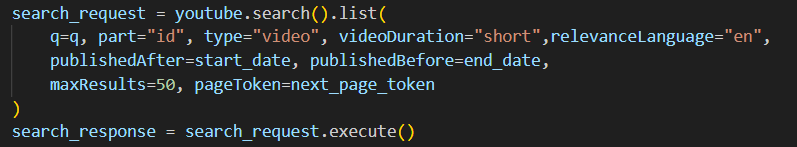 search_request = youtube.search().list(
    q=q, part="id", type="video", videoDuration="short",relevanceLanguage="en",
    publishedAfter=start_date, publishedBefore=end_date,
    maxResults=50, pageToken=next_page_token
)
search_response = search_request.execute()